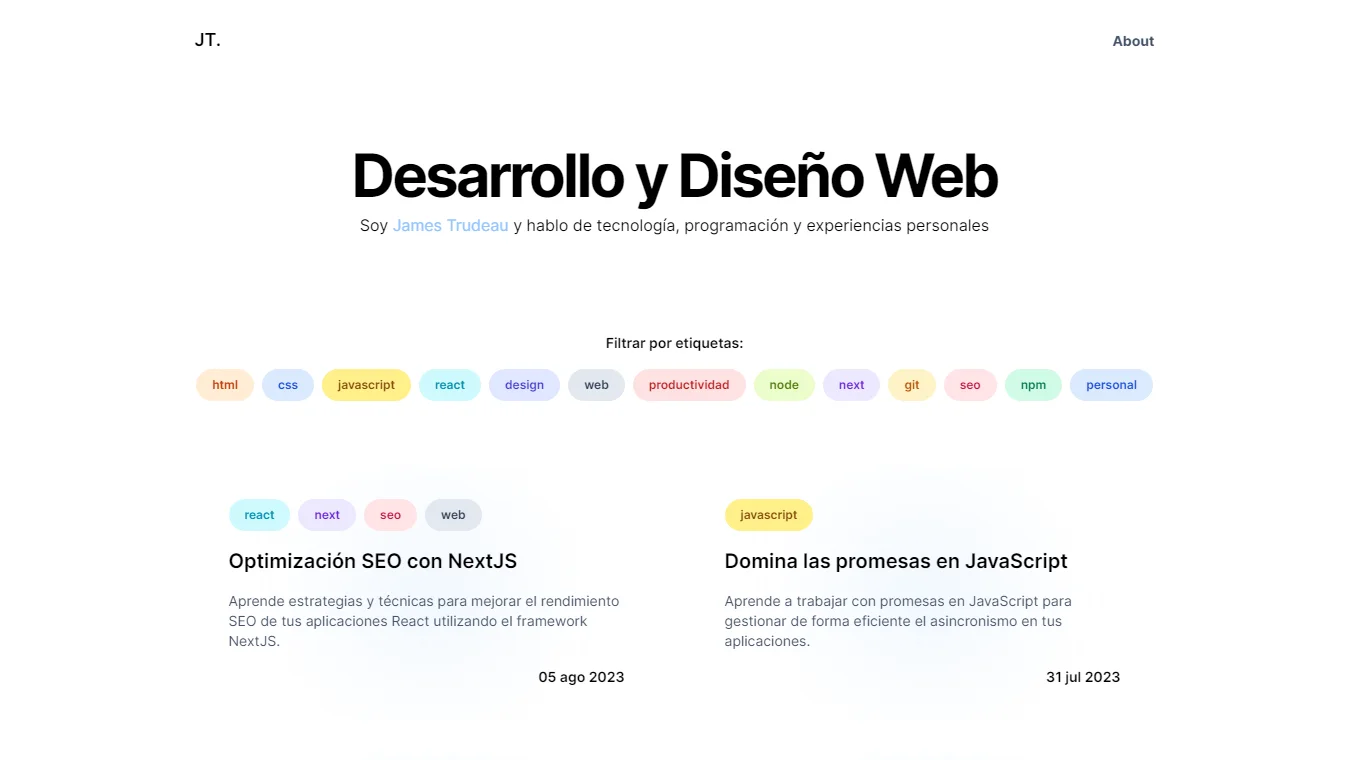 JT.
About
Desarrollo y Diseño Web
Soy James Trudeau y hablo de tecnología, programación y experiencias personales
Filtrar por etiquetas:
html css javascript react design web productividad node next git seo npm personal
react next seo web
Optimización SEO con NextJS
Aprende estrategias y técnicas para mejorar el rendimiento
SEO de tus aplicaciones React utilizando el framework
NextJS.
05 ago 2023
javascript
Domina las promesas en JavaScript
Aprende a trabajar con promesas en JavaScript para
gestionar de forma eficiente el asincronismo en tus
aplicaciones.
31 jul 2023